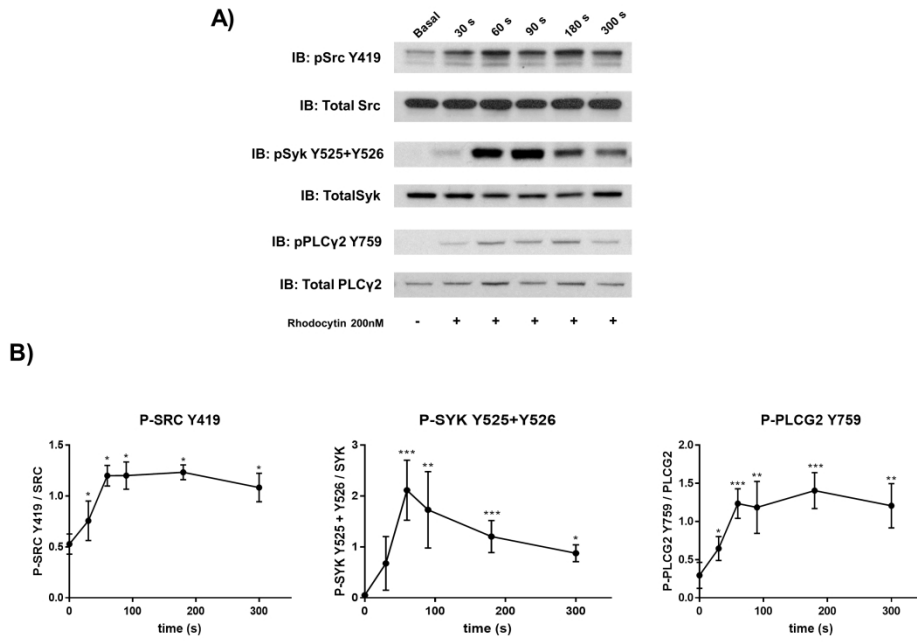 A)
Basal 30 s 60 s 90 s 180 s 300 s
IB: pSrc Y419
IB: Total Src
IB: pSyk Y525+Y526
IB: TotalSyk
IB: pPLCγ2 Y759
IB: Total PLCγ2
Rhodocytin 200nM - + + + + +
B)
P-SRC Y419
P-SRC Y419 / SRC
1.5
1.0
0.5
0.0
* * * * *
0 100 200 300
time (s)
P-SYK Y525+Y526
P-SYK Y525 + Y526 / SYK
3
2
1
0
*** ** *** *
0 100 200 300
time (s)
P-PLCG2 Y759
P-PLCG2 Y759 / PLCG2
2.0
1.5
1.0
0.5
0.0
* *** ** *** **
0 100 200 300
time (s)